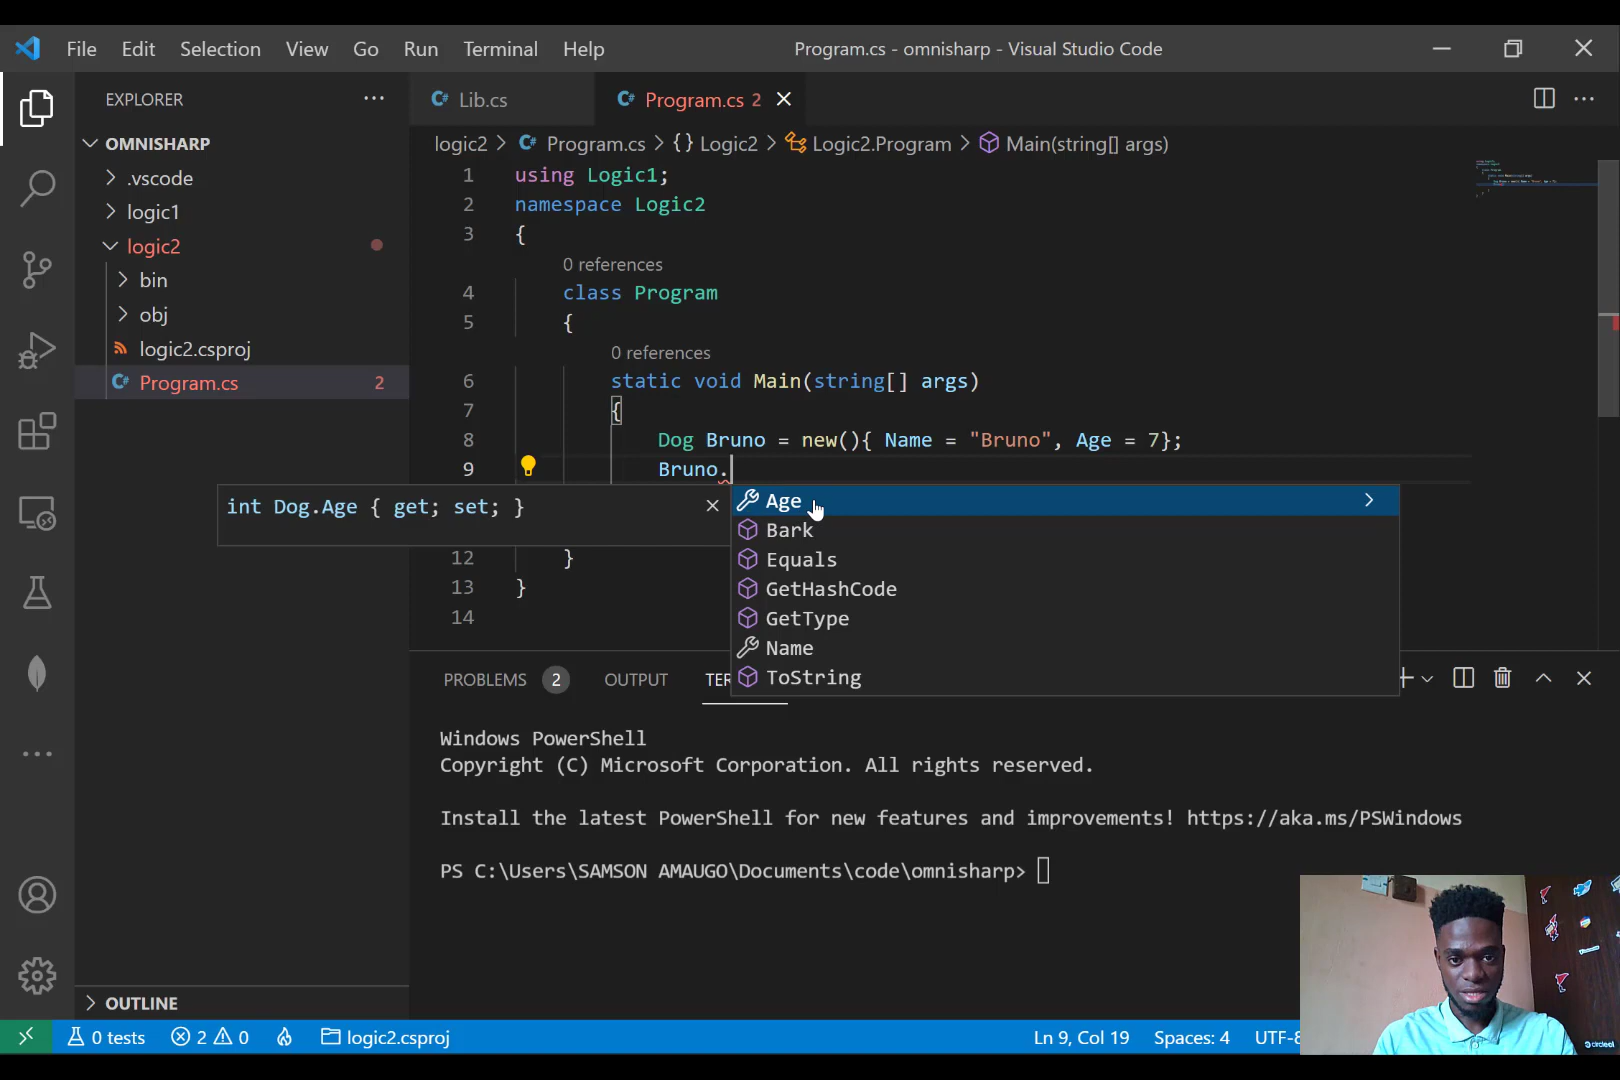 File Edit Selection View Go Run Terminal Help
Program.cs - omnisharp - Visual Studio Code
EXPLORER
Lib.cs
Program.cs 2
OMNISHARP
logic2 > Program.cs > {} Logic2 > Logic2.Program > Main(string[] args)
.vscode
logic1
logic2
bin
obj
logic2.csproj
Program.cs 2
1 using Logic1;
2 namespace Logic2
3 {
0 references
4 class Program
5 {
0 references
6 static void Main(string[] args)
7 {
8 Dog Bruno = new(){ Name = "Bruno", Age = 7};
9 Bruno.
int Dog.Age { get; set; }
Age
Bark
Equals
GetHashCode
GetType
Name
ToString
12 }
13 }
14
PROBLEMS 2 OUTPUT TER
Windows PowerShell
Copyright (C) Microsoft Corporation. All rights reserved.
Install the latest PowerShell for new features and improvements! https://aka.ms/PSWindows
PS C:\Users\SAMSON AMAUGO\Documents\code\omnisharp>
OUTLINE
0 tests 2 0 logic2.csproj
Ln 9, Col 19 Spaces: 4 UTF-8
circleci